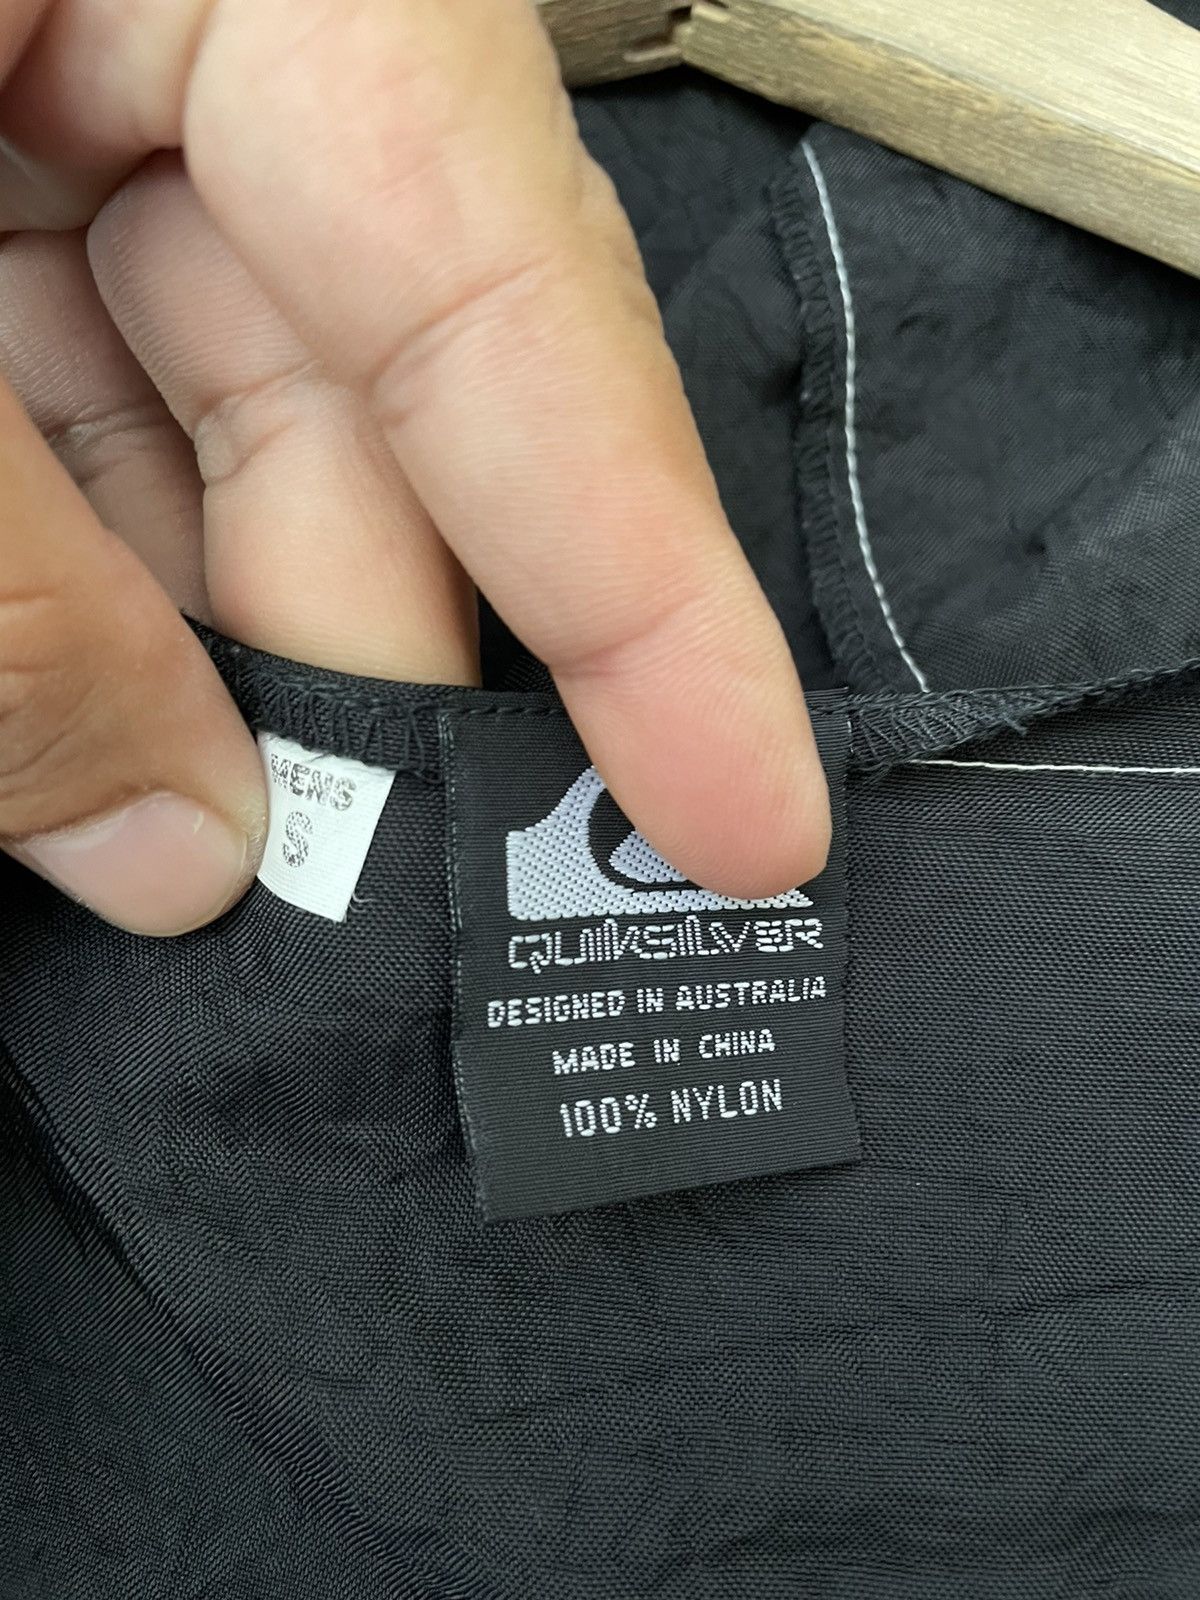 MENS
S
QUIKSILVER
DESIGNED IN AUSTRALIA
MADE IN CHINA
100% NYLON